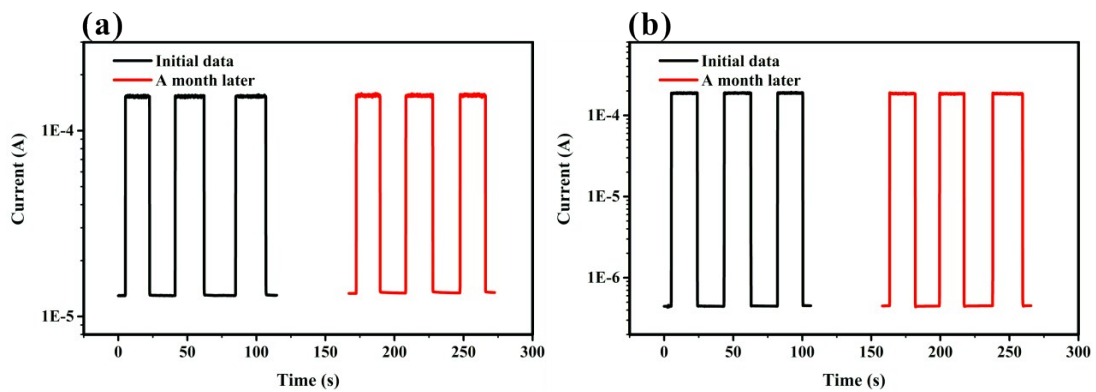 (a)
Initial data
A month later
1E-4
1E-5
Current (A)
0 50 100 150 200 250 300
Time (s)
(b)
Initial data
A month later
1E-4
1E-5
1E-6
Current (A)
0 50 100 150 200 250 300
Time (s)